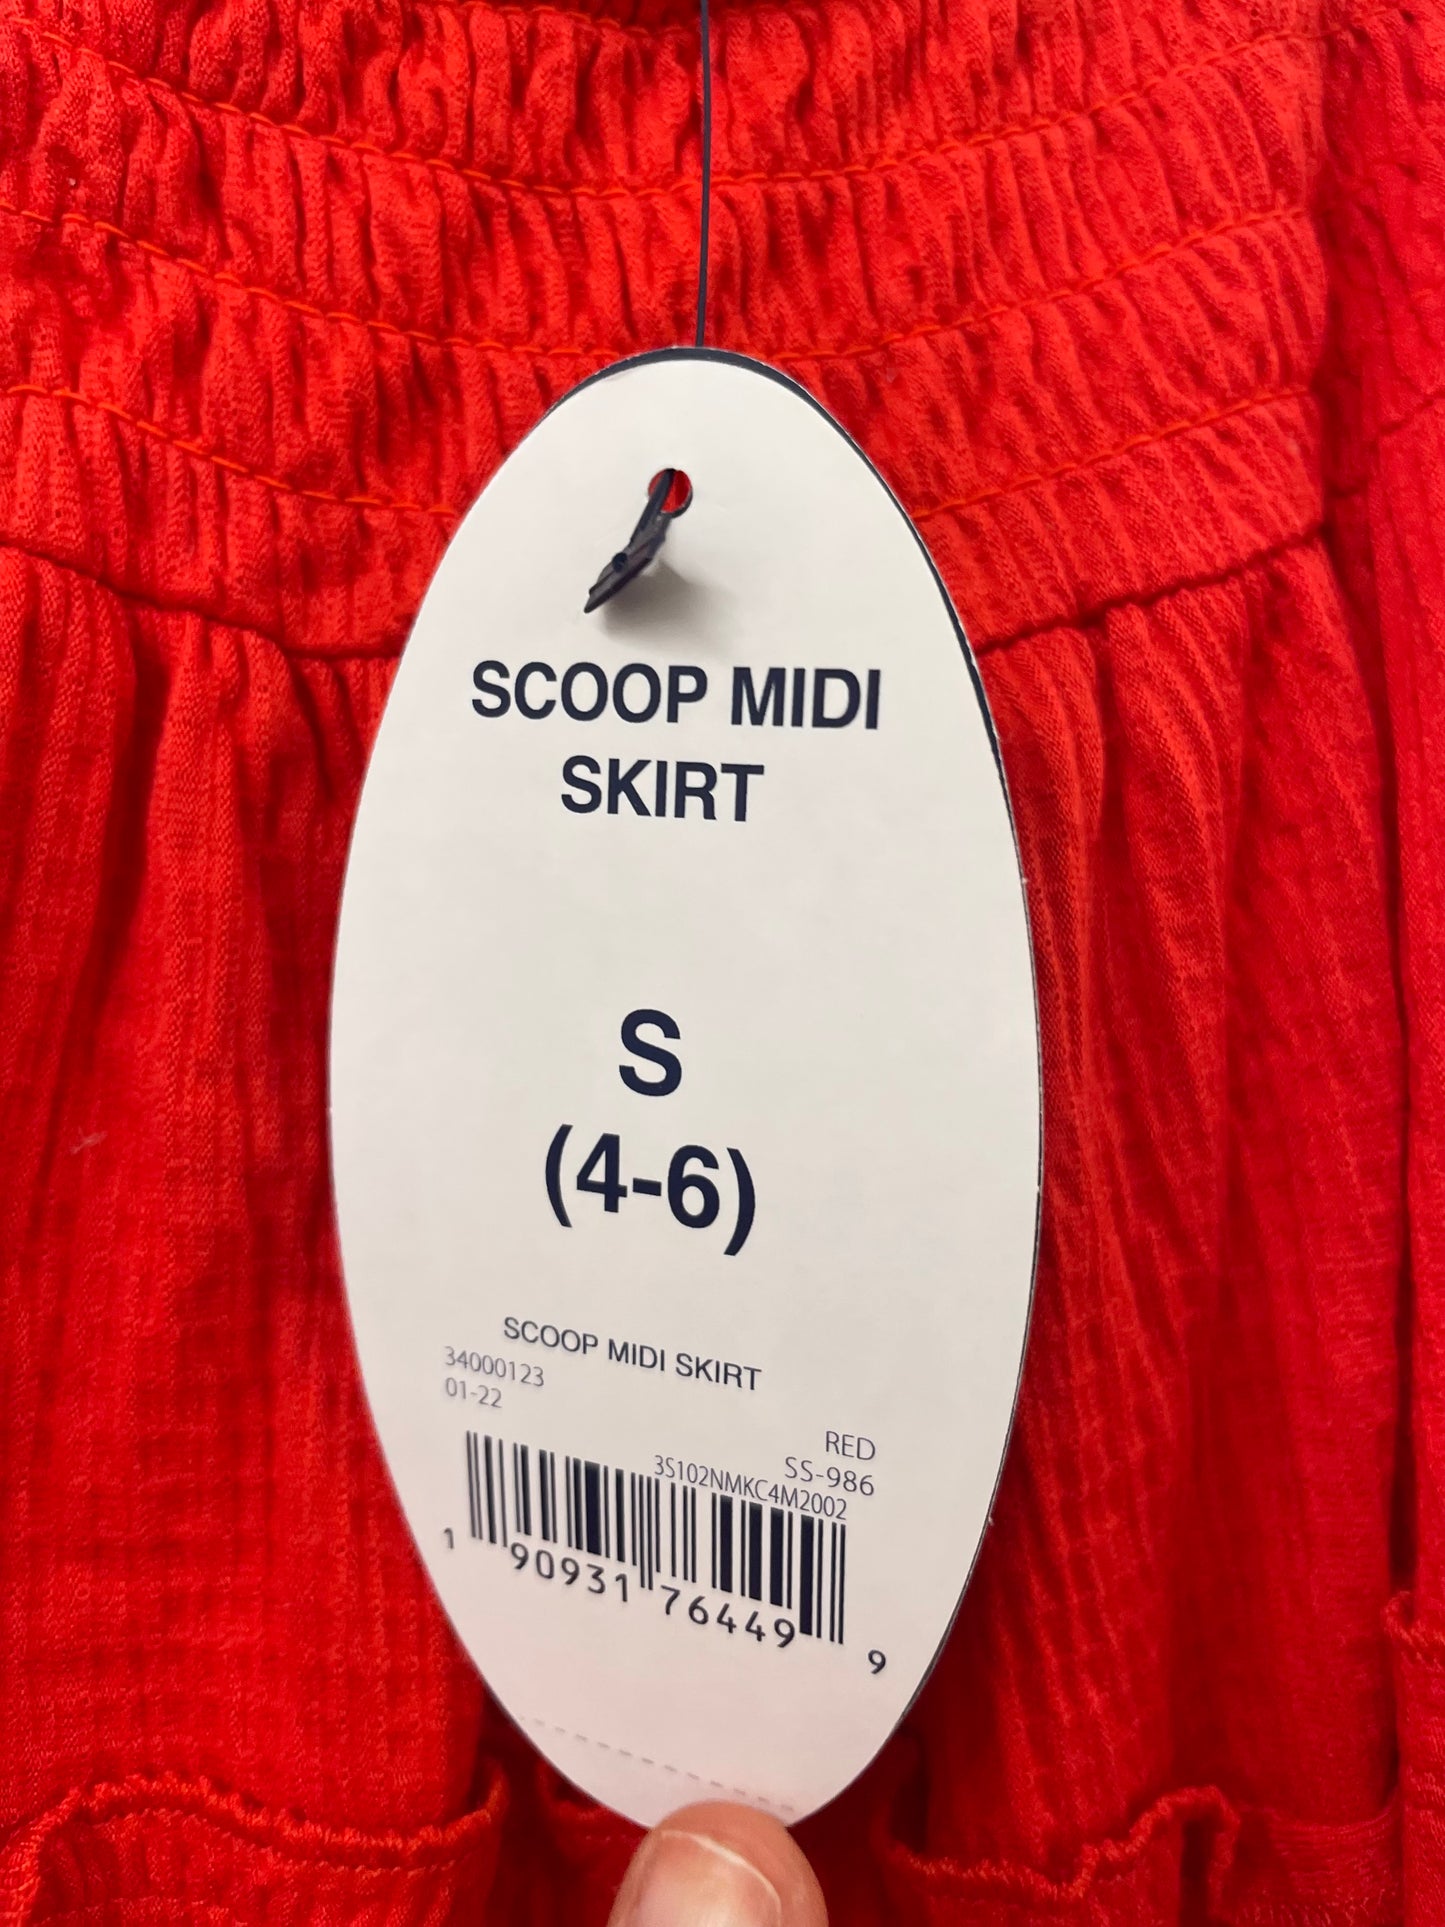 SCOOP MIDI
SKIRT
S
(4-6)
SCOOP MIDI SKIRT
34000123
01-22
RED
SS-986
3S102NMKC4M2002
1 90931 76449 9